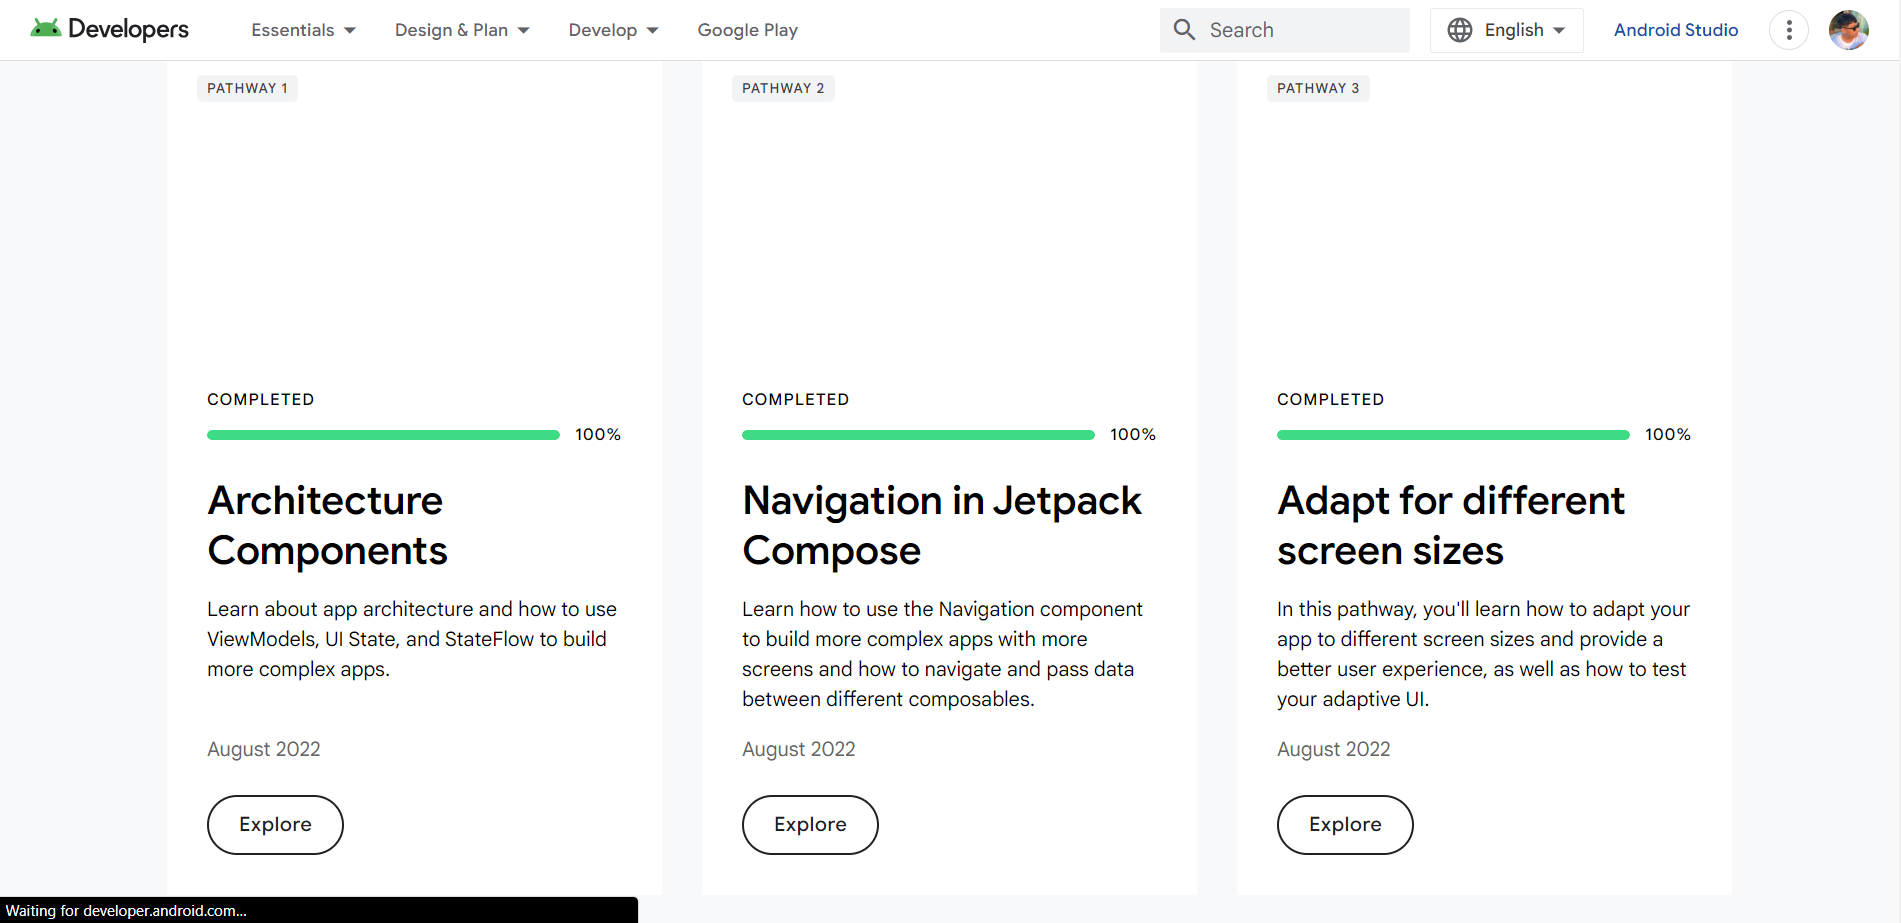 Developers Essentials Design & Plan Develop Google Play Search English Android Studio
PATHWAY 1
COMPLETED
100%
Architecture
Components
Learn about app architecture and how to use
ViewModels, UI State, and StateFlow to build
more complex apps.
August 2022
Explore
PATHWAY 2
COMPLETED
100%
Navigation in Jetpack
Compose
Learn how to use the Navigation component
to build more complex apps with more
screens and how to navigate and pass data
between different composables.
August 2022
Explore
PATHWAY 3
COMPLETED
100%
Adapt for different
screen sizes
In this pathway, you'll learn how to adapt your
app to different screen sizes and provide a
better user experience, as well as how to test
your adaptive UI.
August 2022
Explore
Waiting for developer.android.com...